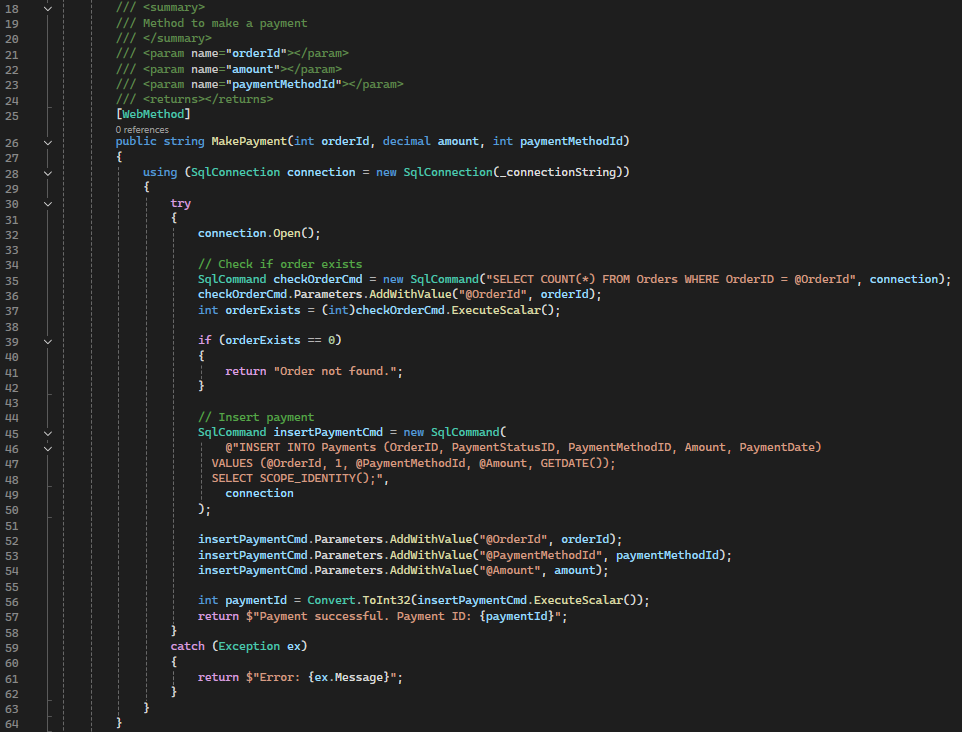 18 /// <summary>
19 /// Method to make a payment
20 /// </summary>
21 /// <param name="orderId"></param>
22 /// <param name="amount"></param>
23 /// <param name="paymentMethodId"></param>
24 /// <returns></returns>
25 [WebMethod]
0 references
26 public string MakePayment(int orderId, decimal amount, int paymentMethodId)
27 {
28 using (SqlConnection connection = new SqlConnection(_connectionString))
29 {
30 try
31 {
32 connection.Open();
33
34 // Check if order exists
35 SqlCommand checkOrderCmd = new SqlCommand("SELECT COUNT(*) FROM Orders WHERE OrderID = @OrderId", connection);
36 checkOrderCmd.Parameters.AddWithValue("@OrderId", orderId);
37 int orderExists = (int)checkOrderCmd.ExecuteScalar();
38
39 if (orderExists == 0)
40 {
41 return "Order not found.";
42 }
43
44 // Insert payment
45 SqlCommand insertPaymentCmd = new SqlCommand(
46 @"INSERT INTO Payments (OrderID, PaymentStatusID, PaymentMethodID, Amount, PaymentDate)
47 VALUES (@OrderId, 1, @PaymentMethodId, @Amount, GETDATE());
48 SELECT SCOPE_IDENTITY();",
49 connection
50 );
51
52 insertPaymentCmd.Parameters.AddWithValue("@OrderId", orderId);
53 insertPaymentCmd.Parameters.AddWithValue("@PaymentMethodId", paymentMethodId);
54 insertPaymentCmd.Parameters.AddWithValue("@Amount", amount);
55
56 int paymentId = Convert.ToInt32(insertPaymentCmd.ExecuteScalar());
57 return $"Payment successful. Payment ID: {paymentId}";
58 }
59 catch (Exception ex)
60 {
61 return $"Error: {ex.Message}";
62 }
63 }
64 }